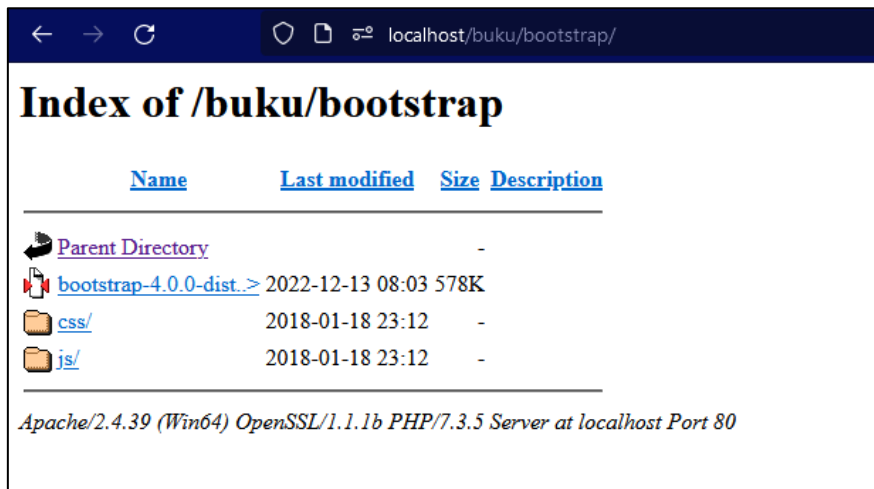 localhost/buku/bootstrap/
Index of /buku/bootstrap
Name Last modified Size Description
Parent Directory -
bootstrap-4.0.0-dist..> 2022-12-13 08:03 578K
css/ 2018-01-18 23:12 -
js/ 2018-01-18 23:12 -
Apache/2.4.39 (Win64) OpenSSL/1.1.1b PHP/7.3.5 Server at localhost Port 80